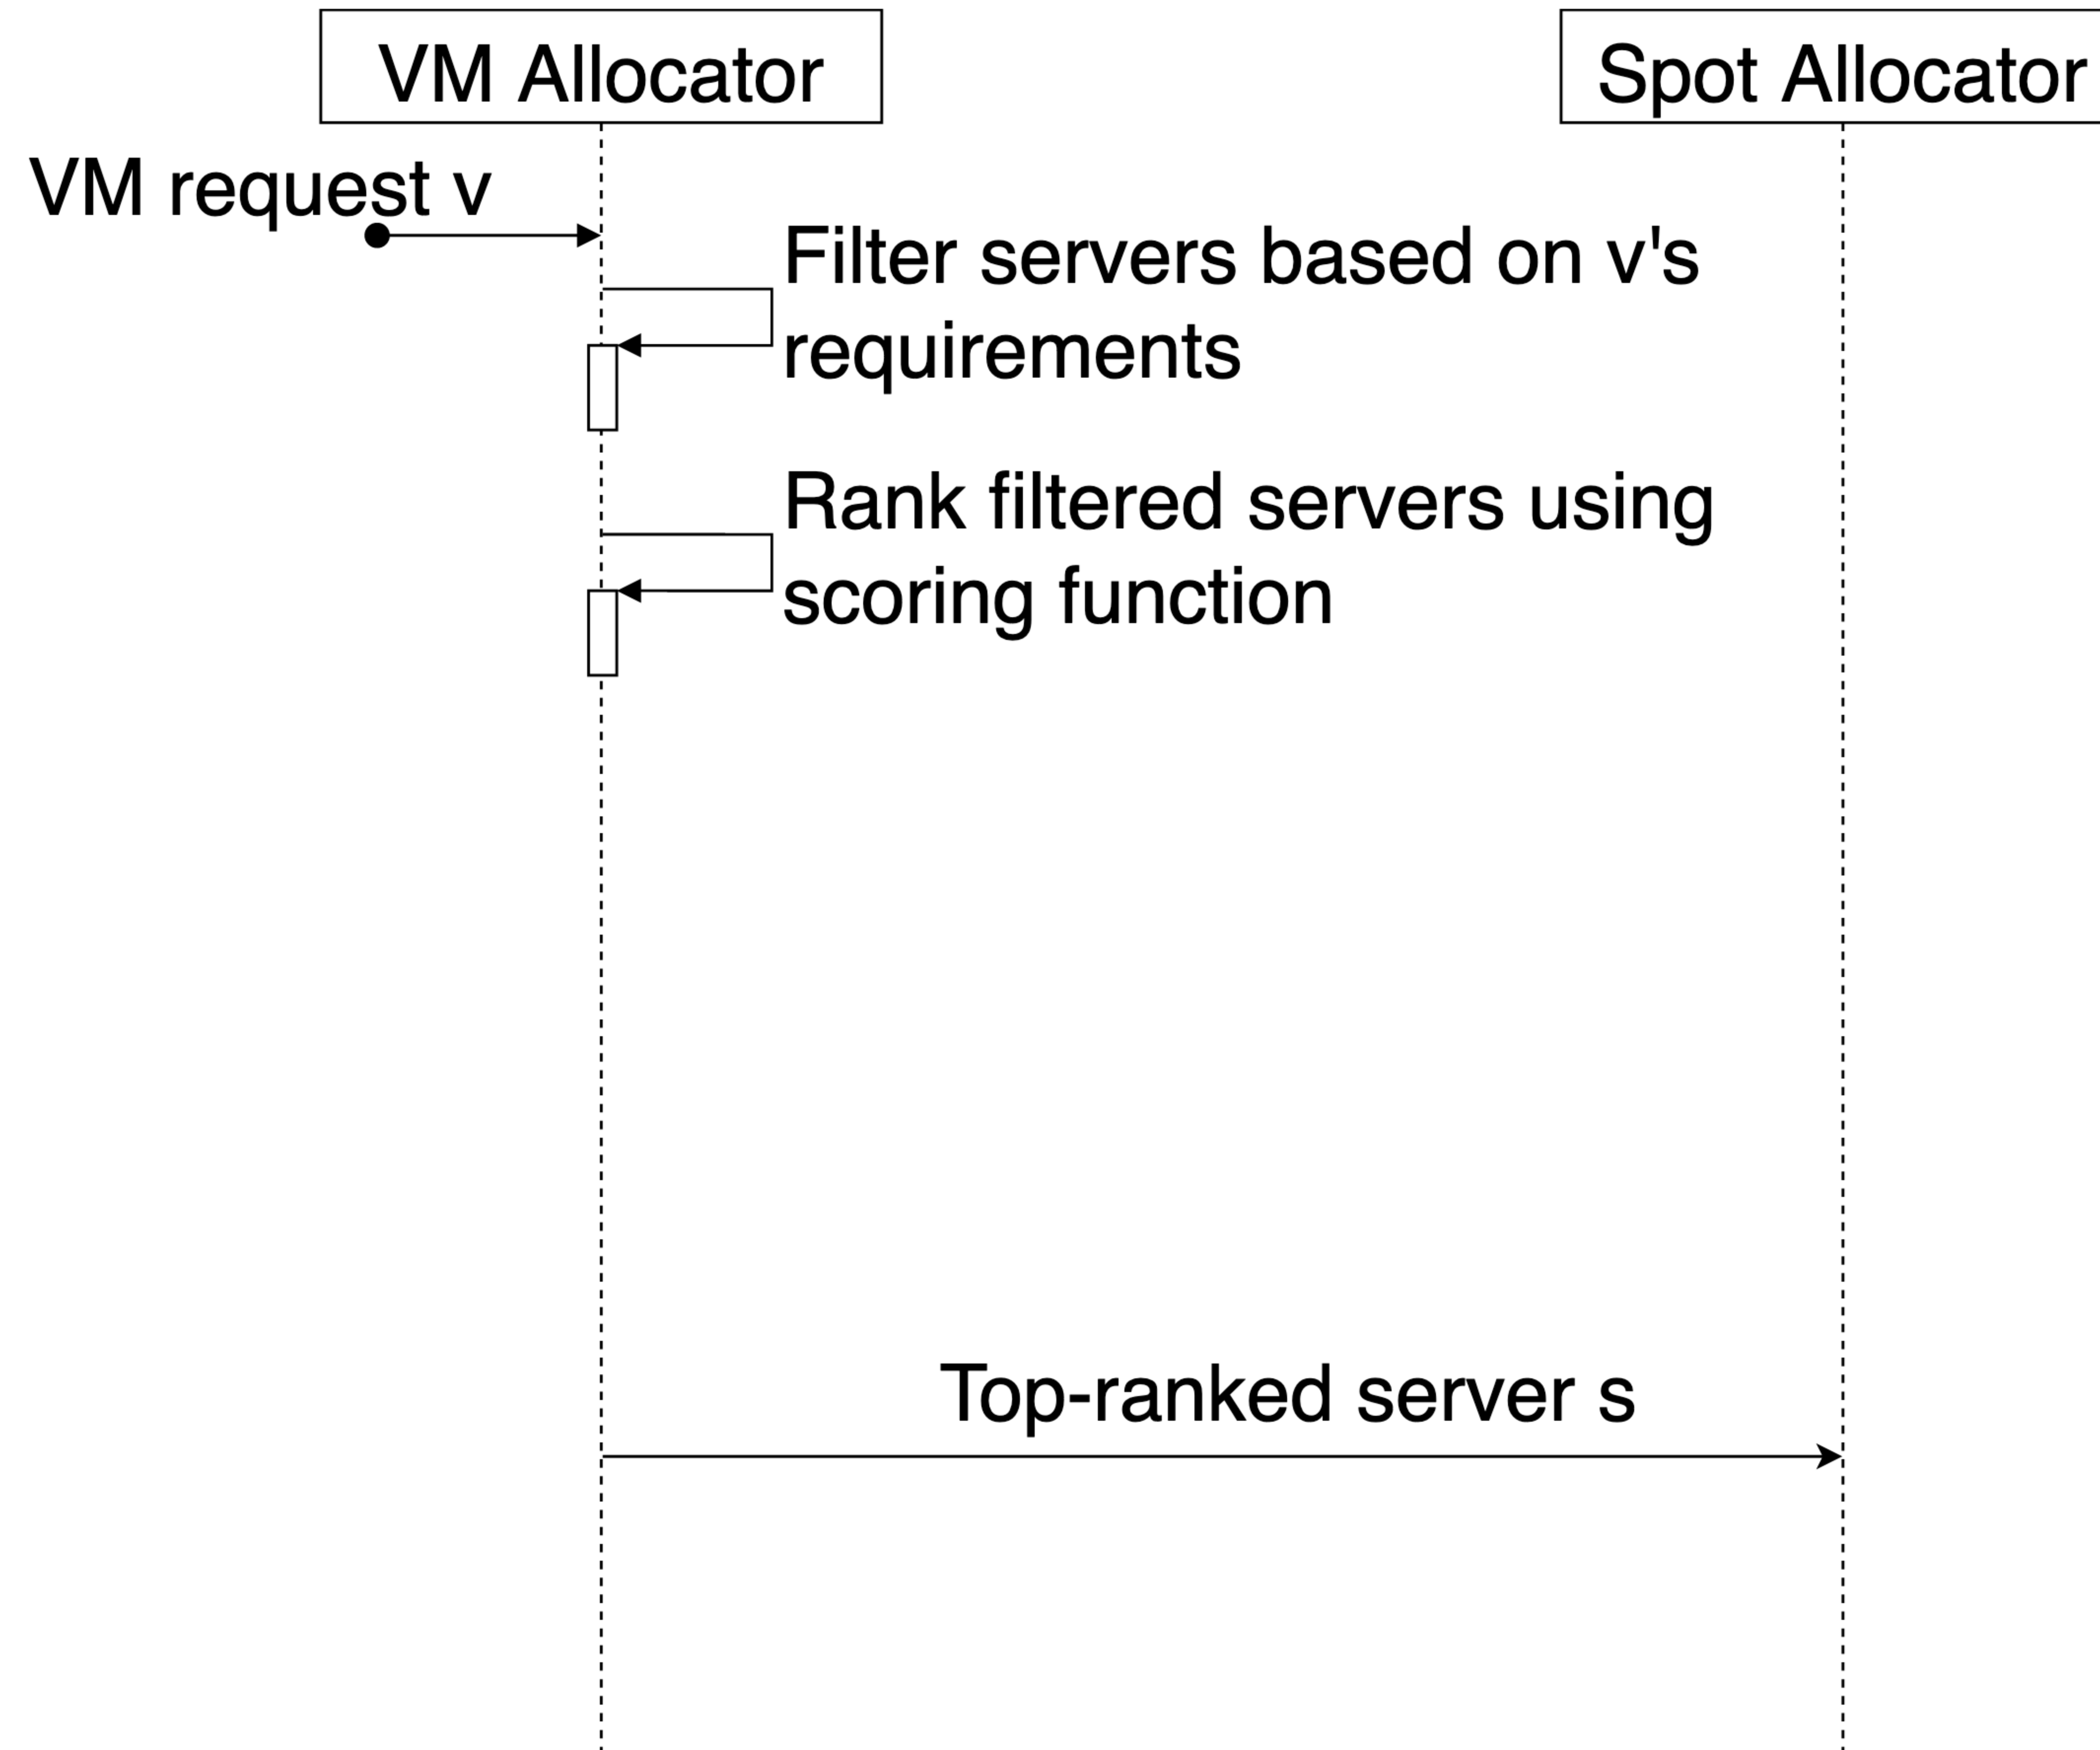 VM Allocator
Spot Allocator
VM request v
Filter servers based on v's
requirements
Rank filtered servers using
scoring function
Top-ranked server s